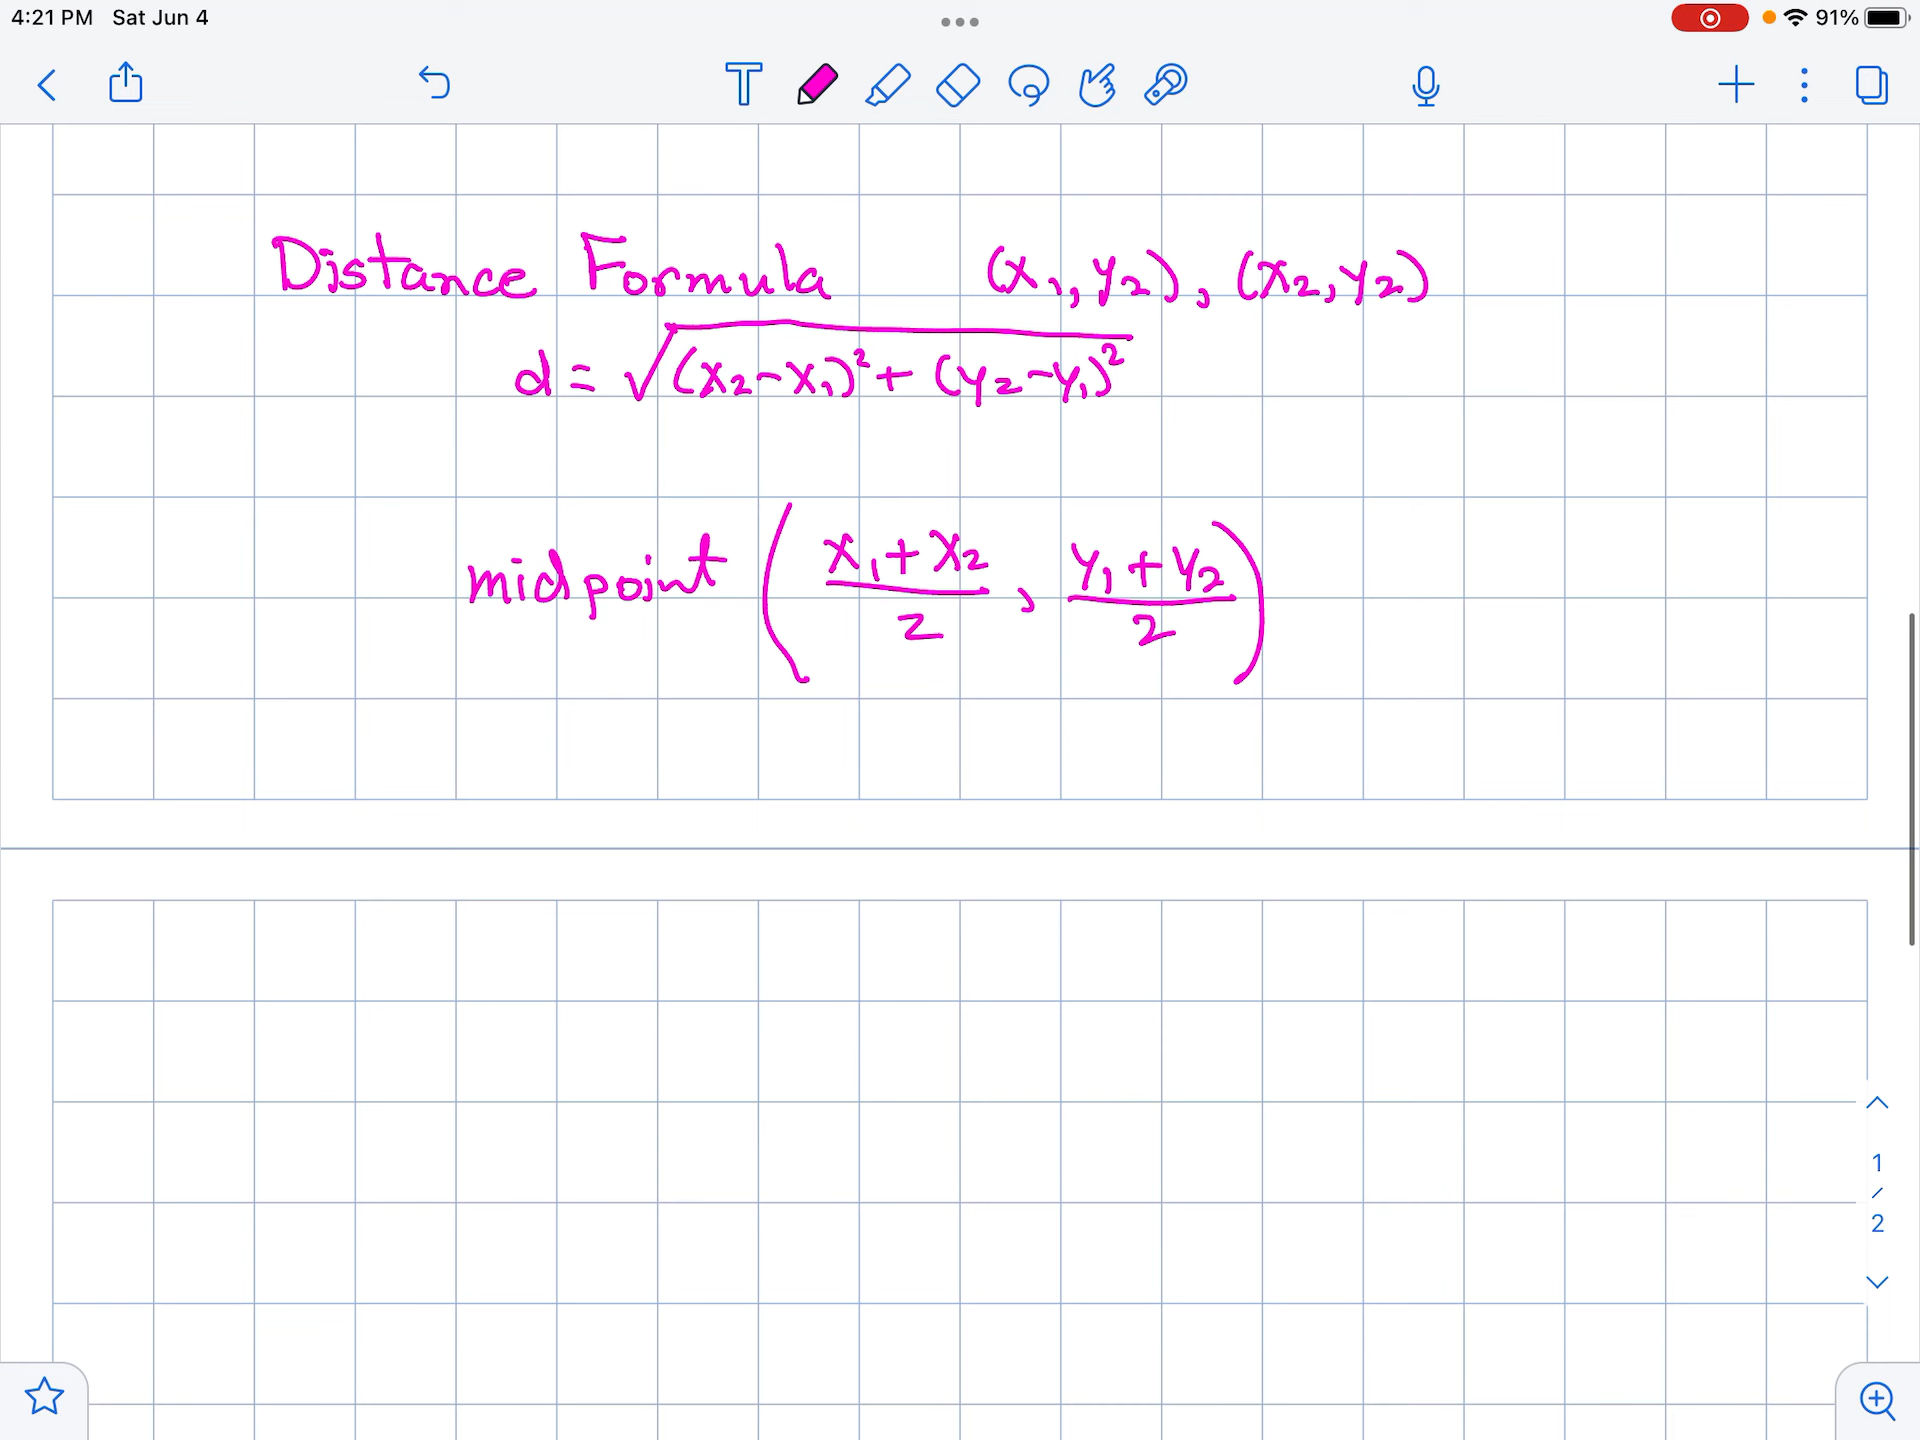 4:21 PM Sat Jun 4 91%
Distance Formula (x₁, y₂), (x₂, y₂)
d = √((x₂-x₁)² + (y₂-y₁)²)
midpoint ((x₁+x₂)/2, (y₁+y₂)/2)
1
/
2